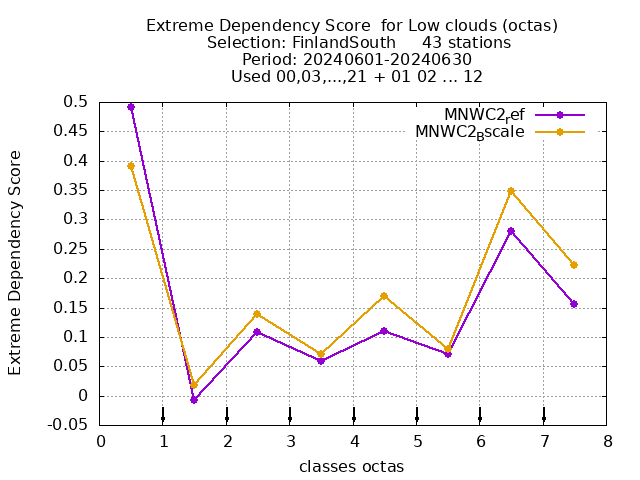 Extreme Dependency Score  for Low clouds (octas)
Selection: FinlandSouth     43 stations
Period: 20240601-20240630
Used 00,03,...,21 + 01 02 ... 12
MNWC2ref
MNWC2Bscale
0.5
0.45
0.4
0.35
0.3
0.25
0.2
0.15
0.1
0.05
0
-0.05
Extreme Dependency Score
0 1 2 3 4 5 6 7 8
classes octas